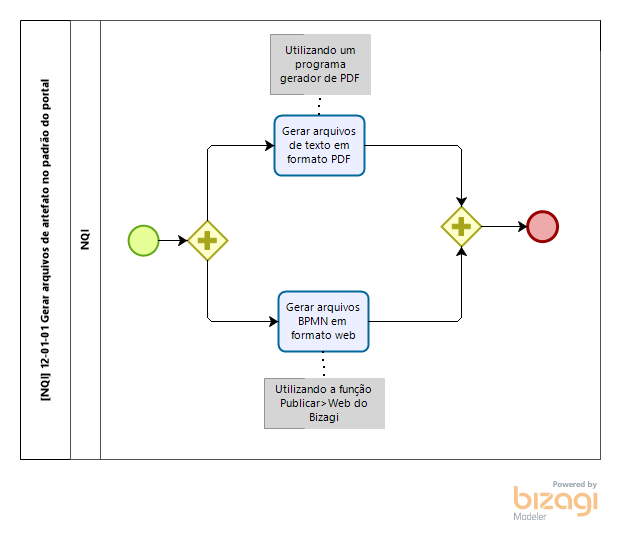 [NQI] 12-01-01 Gerar arquivos de artefato no padrão do portal
NQI
Utilizando um
programa
gerador de PDF
Gerar arquivos
de texto em
formato PDF
Gerar arquivos
BPMN em
formato web
Utilizando a função
Publicar>Web do
Bizagi
Powered by
bizagi
Modeler